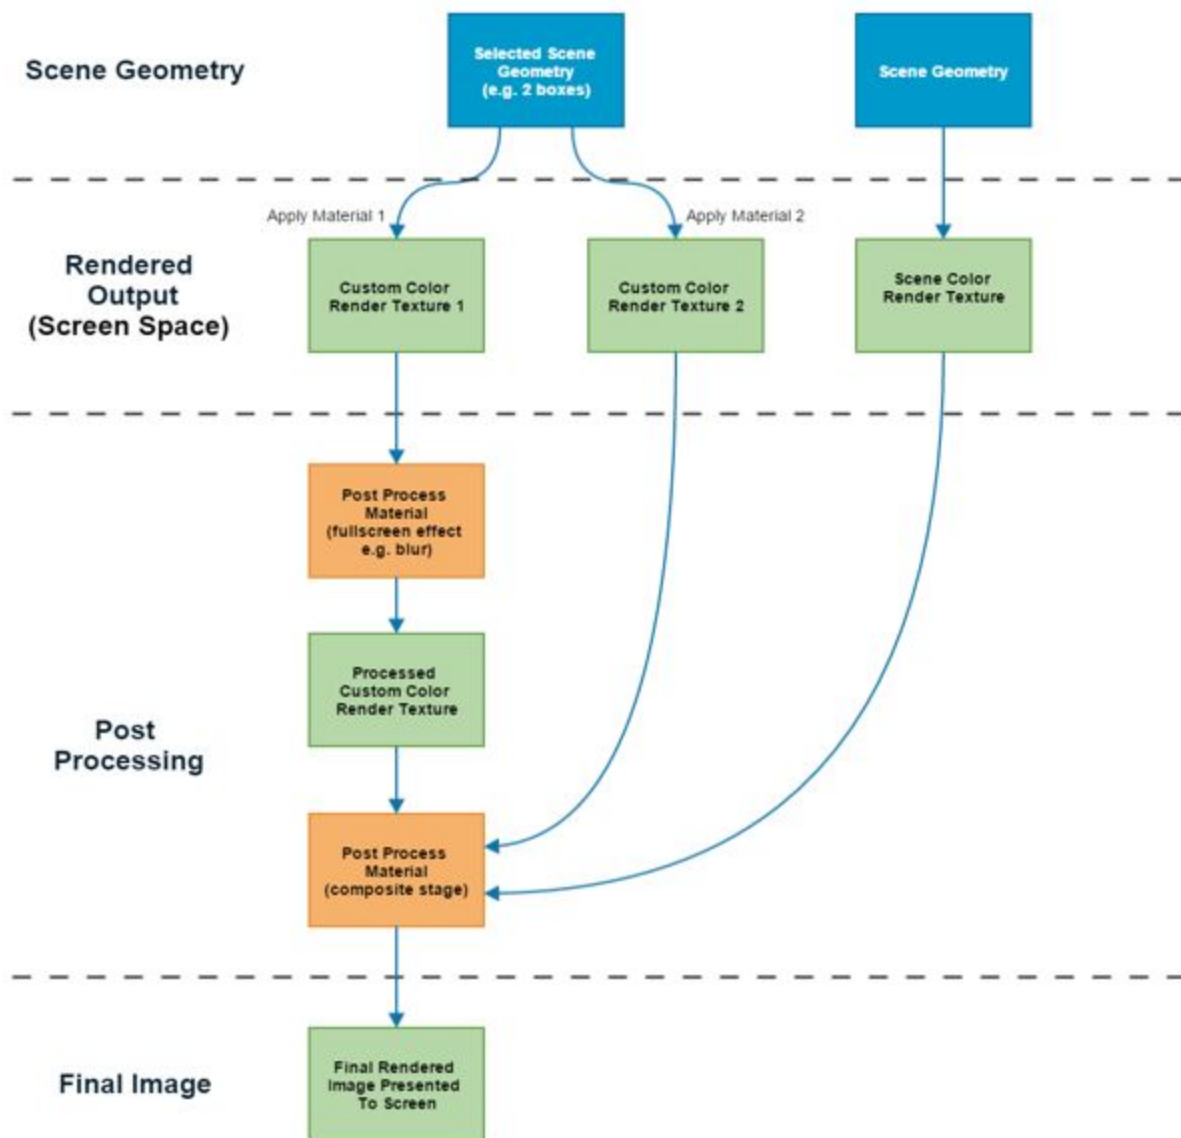 Scene Geometry
Selected Scene
Geometry
(e.g. 2 boxes)
Scene Geometry
Apply Material 1
Apply Material 2
Rendered
Output
(Screen Space)
Custom Color
Render Texture 1
Custom Color
Render Texture 2
Scene Color
Render Texture
Post Process
Material
(fullscreen effect
e.g. blur)
Processed
Custom Color
Render Texture
Post
Processing
Post Process
Material
(composite stage)
Final Image
Final Rendered
Image Presented
To Screen